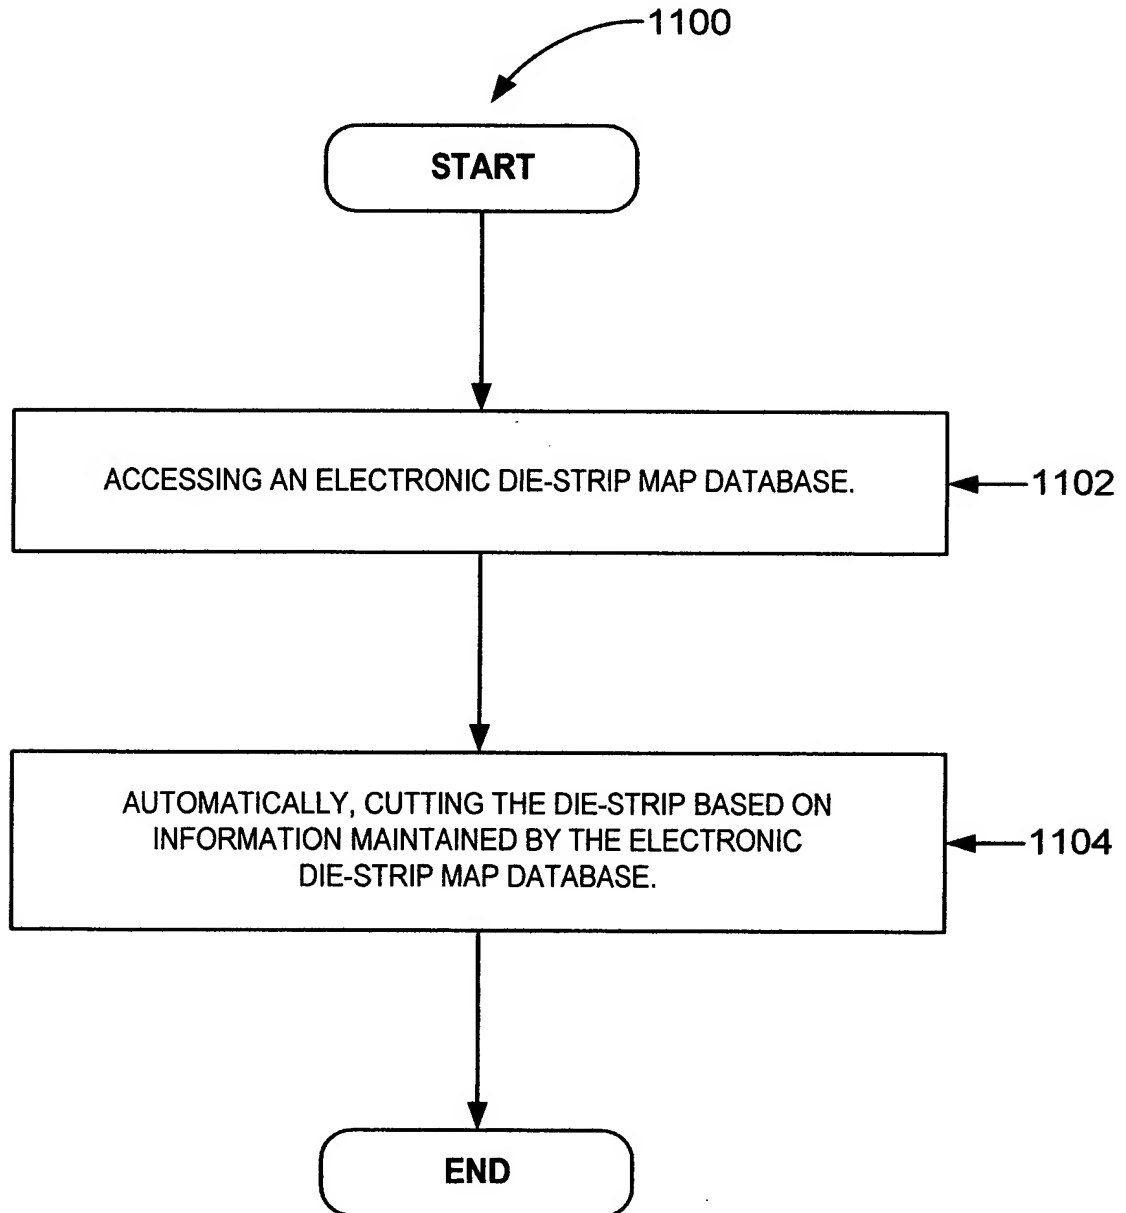 1100
START
ACCESSING AN ELECTRONIC DIE-STRIP MAP DATABASE.
1102
AUTOMATICALLY, CUTTING THE DIE-STRIP BASED ON
INFORMATION MAINTAINED BY THE ELECTRONIC
DIE-STRIP MAP DATABASE.
1104
END